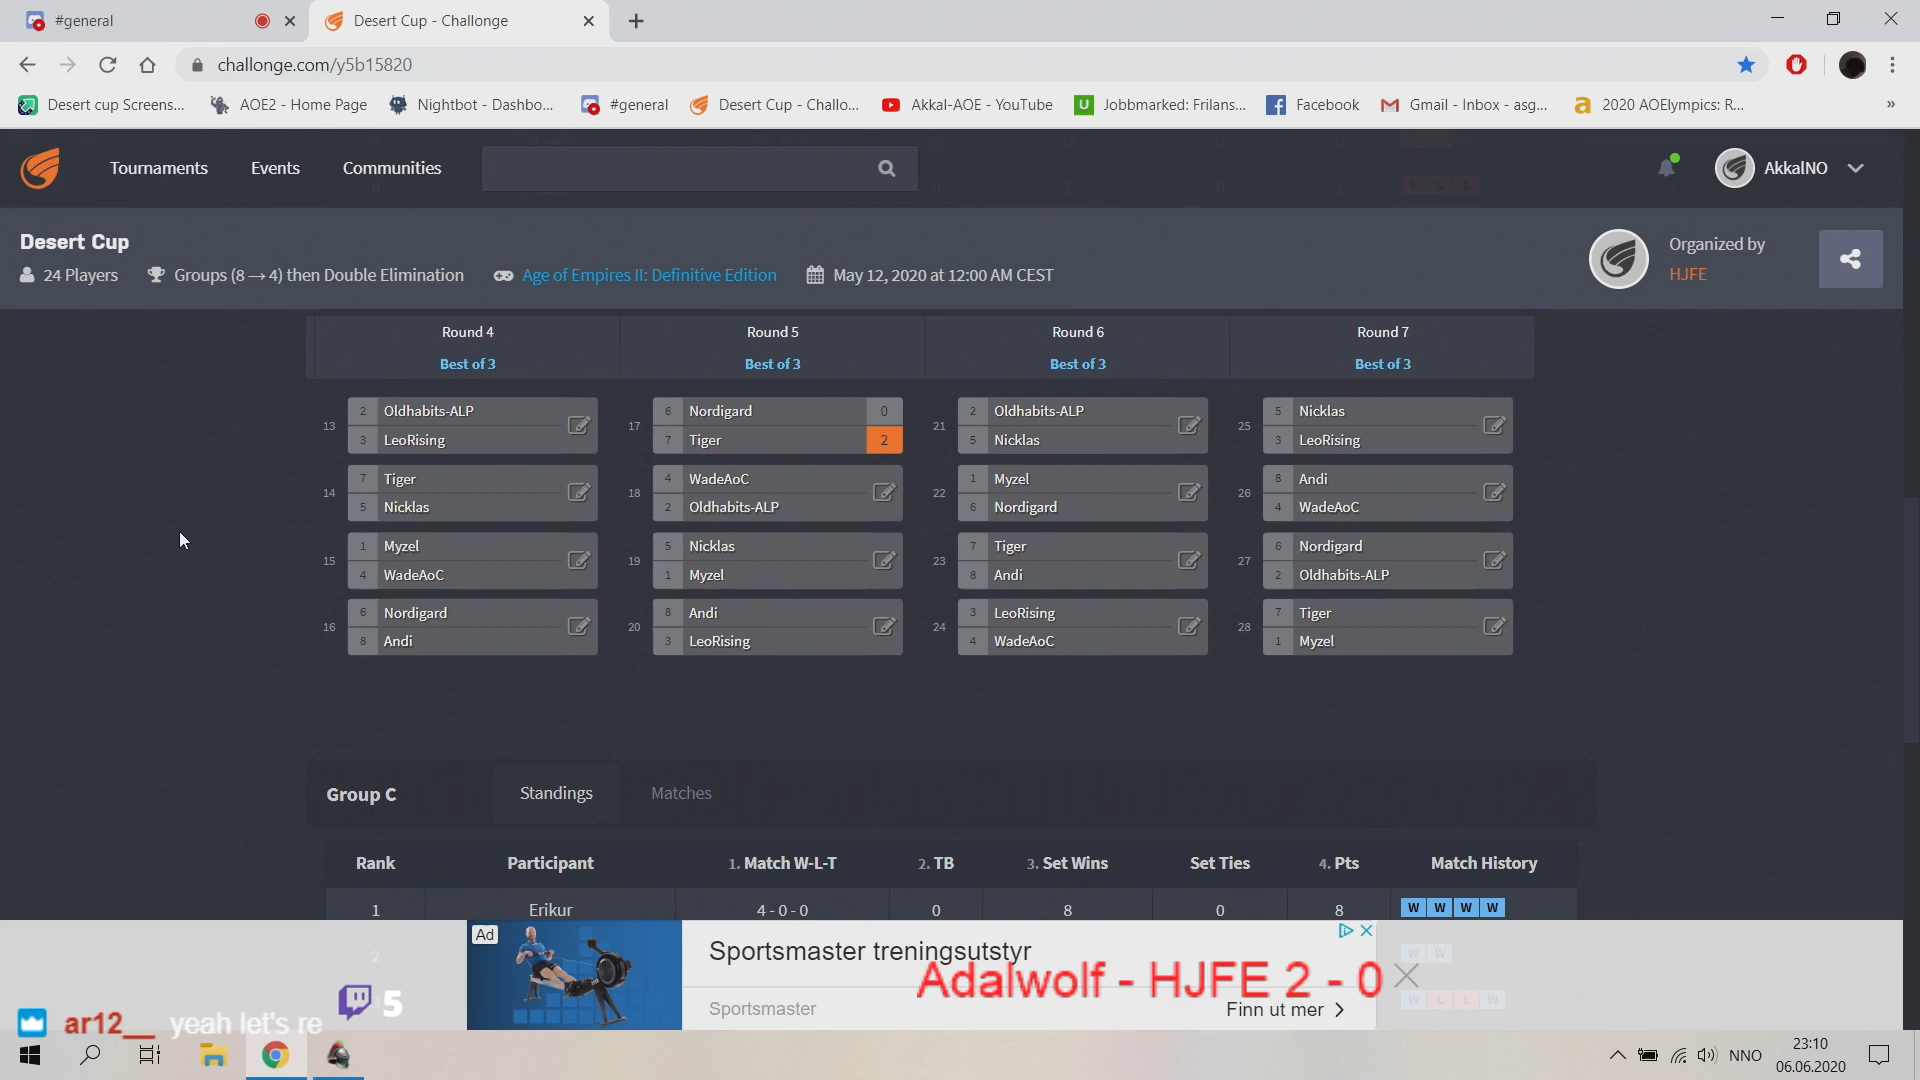 #general
Desert Cup - Challonge
challonge.com/y5b15820
Desert cup Screens...
AOE2 - Home Page
Nightbot - Dashbo...
#general
Desert Cup - Challo...
Akkal-AOE - YouTube
Jobbmarked: Frilans...
Facebook
Gmail - Inbox - asg...
2020 AOElympics: R...
»
Tournaments
Events
Communities
AkkalNO
Desert Cup
24 Players
Groups (8 → 4) then Double Elimination
Age of Empires II: Definitive Edition
May 12, 2020 at 12:00 AM CEST
Organized by
HJFE
Round 4
Best of 3
Round 5
Best of 3
Round 6
Best of 3
Round 7
Best of 3
13
2 Oldhabits-ALP
3 LeoRising
14
7 Tiger
5 Nicklas
15
1 Myzel
4 WadeAoC
16
6 Nordigard
8 Andi
17
6 Nordigard 0
7 Tiger 2
18
4 WadeAoC
2 Oldhabits-ALP
19
5 Nicklas
1 Myzel
20
8 Andi
3 LeoRising
21
2 Oldhabits-ALP
5 Nicklas
22
1 Myzel
6 Nordigard
23
7 Tiger
8 Andi
24
3 LeoRising
4 WadeAoC
25
5 Nicklas
3 LeoRising
26
8 Andi
4 WadeAoC
27
6 Nordigard
2 Oldhabits-ALP
28
7 Tiger
1 Myzel
Group C
Standings
Matches
Rank Participant 1. Match W-L-T 2. TB 3. Set Wins Set Ties 4. Pts Match History
1 Erikur 4 - 0 - 0 0 8 0 8 W W W W
2 W W
W L L W
Ad
Sportsmaster treningsutstyr
Sportsmaster
Finn ut mer
Adalwolf - HJFE 2 - 0
5
ar12__ yeah let's re
NNO
23:10
06.06.2020